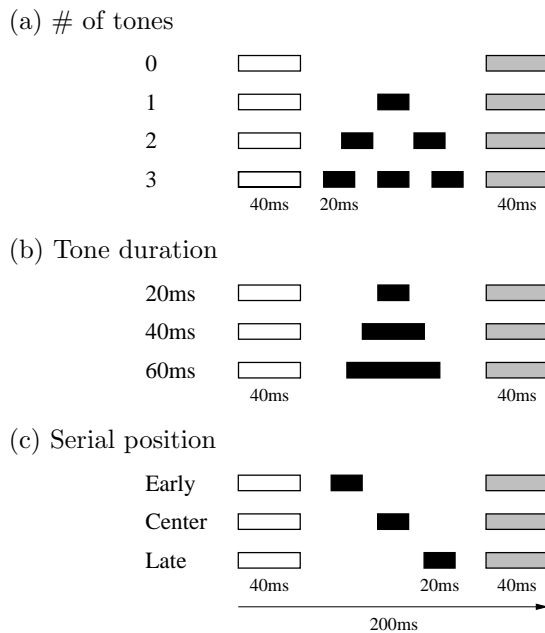 (a) # of tones
0
1
2
3
40ms 20ms 40ms
(b) Tone duration
20ms
40ms
60ms
40ms 40ms
(c) Serial position
Early
Center
Late
40ms 20ms 40ms
200ms